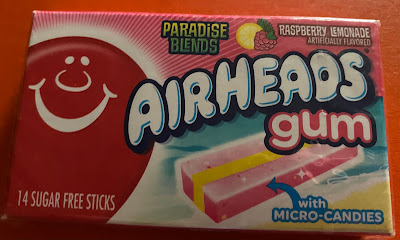 PARADISE
BLENDS
RASPBERRY LEMONADE
ARTIFICIALLY FLAVORED
AIRHEADS
gum
14 SUGAR FREE STICKS
with
MICRO-CANDIES